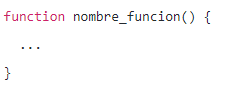 function nombre_funcion() {
...
}